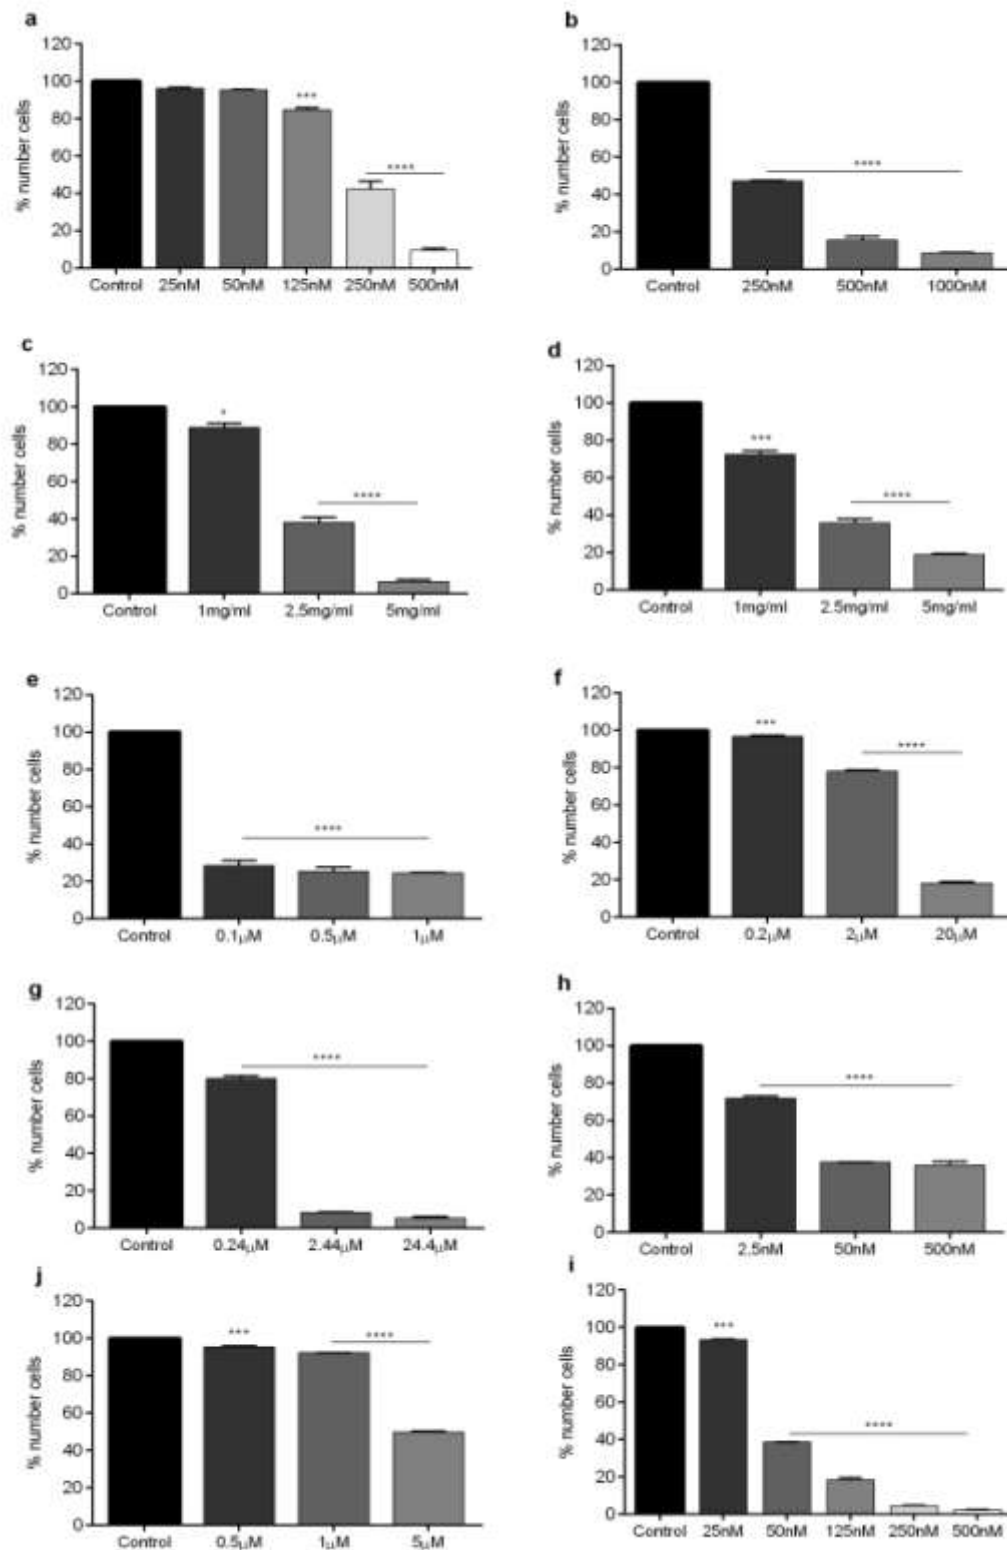 a
120
100
80
60
40
20
0
% number cells
***
****
Control 25nM 50nM 125nM 250nM 500nM
b
120
100
80
60
40
20
0
% number cells
****
Control 250nM 500nM 1000nM
c
120
100
80
60
40
20
0
% number cells
*
****
Control 1mg/ml 2.5mg/ml 5mg/ml
d
120
100
80
60
40
20
0
% number cells
***
****
Control 1mg/ml 2.5mg/ml 5mg/ml
e
120
100
80
60
40
20
0
% number cells
****
Control 0.1µM 0.5µM 1µM
f
120
100
80
60
40
20
0
% number cells
***
****
Control 0.2µM 2µM 20µM
g
120
100
80
60
40
20
0
% number cells
****
Control 0.24µM 2.44µM 24.4µM
h
120
100
80
60
40
20
0
% number cells
****
Control 2.5nM 50nM 500nM
j
120
100
80
60
40
20
0
% number cells
***
****
Control 0.5µM 1µM 5µM
i
120
100
80
60
40
20
0
% number cells
***
****
Control 25nM 50nM 125nM 250nM 500nM